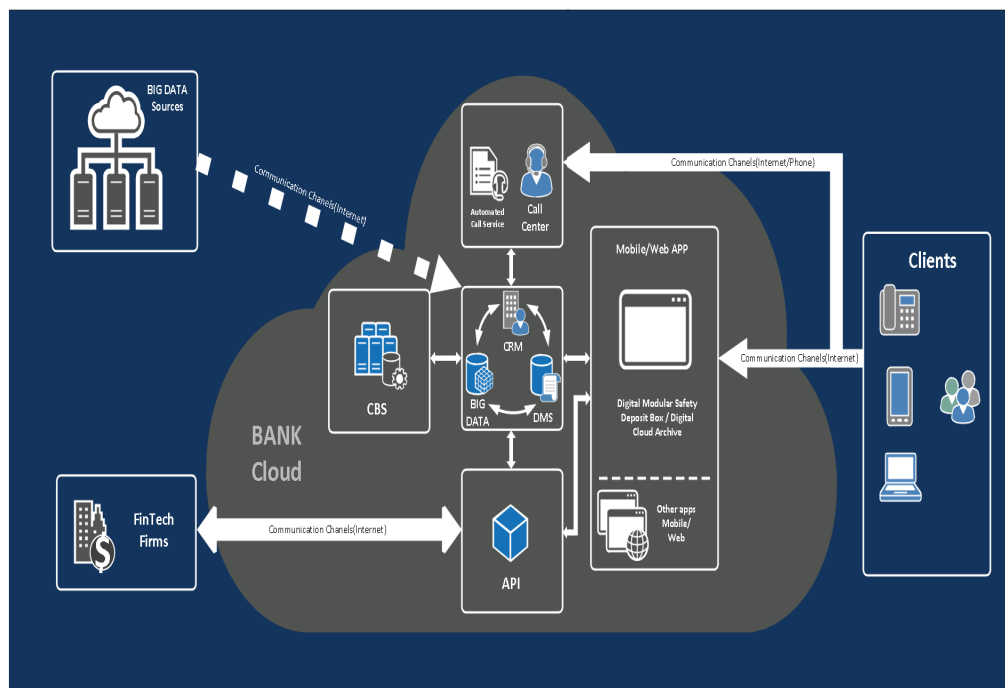 BIG DATA
Sources
Communication Chanels(Internet)
Automated
Call Service
Call
Center
Communication Chanels(Internet/Phone)
Mobile/Web APP
Clients
CBS
CRM
BIG
DATA
DMS
Communication Chanels(Internet)
Digital Modular Safety
Deposit Box / Digital
Cloud Archive
BANK
Cloud
FinTech
Firms
Communication Chanels(Internet)
API
Other apps
Mobile/
Web